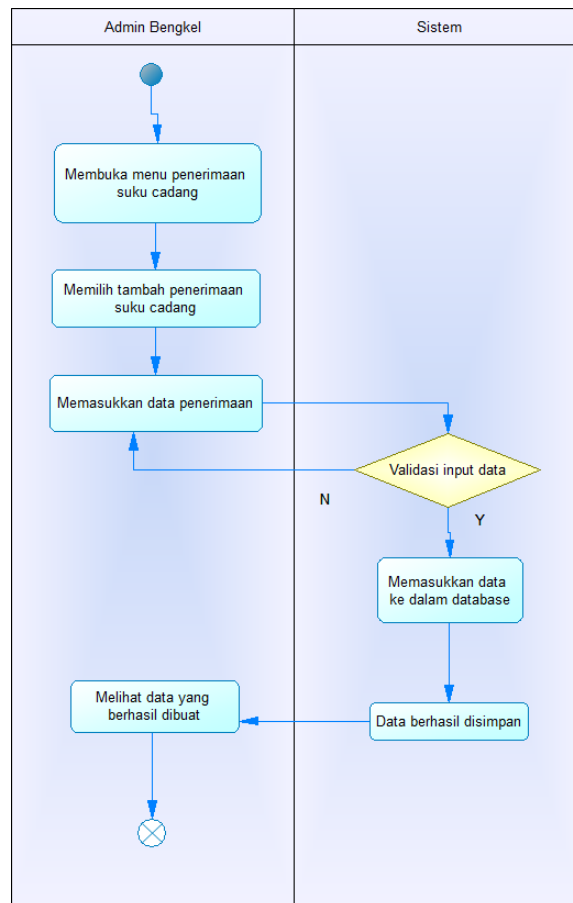 Admin Bengkel
Sistem
Membuka menu penerimaan
suku cadang
Memilih tambah penerimaan
suku cadang
Memasukkan data penerimaan
Validasi input data
N
Y
Memasukkan data
ke dalam database
Data berhasil disimpan
Melihat data yang
berhasil dibuat